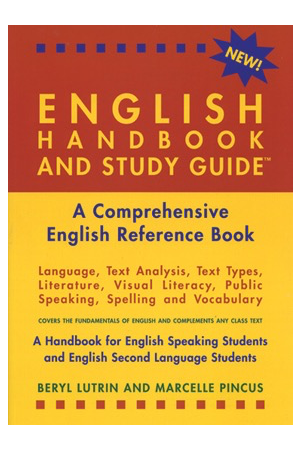 NEW!
ENGLISH
HANDBOOK
AND STUDY GUIDE™
A Comprehensive
English Reference Book
Language, Text Analysis, Text Types,
Literature, Visual Literacy, Public
Speaking, Spelling and Vocabulary
COVERS THE FUNDAMENTALS OF ENGLISH AND COMPLEMENTS ANY CLASS TEXT
A Handbook for English Speaking Students
and English Second Language Students
BERYL LUTRIN AND MARCELLE PINCUS